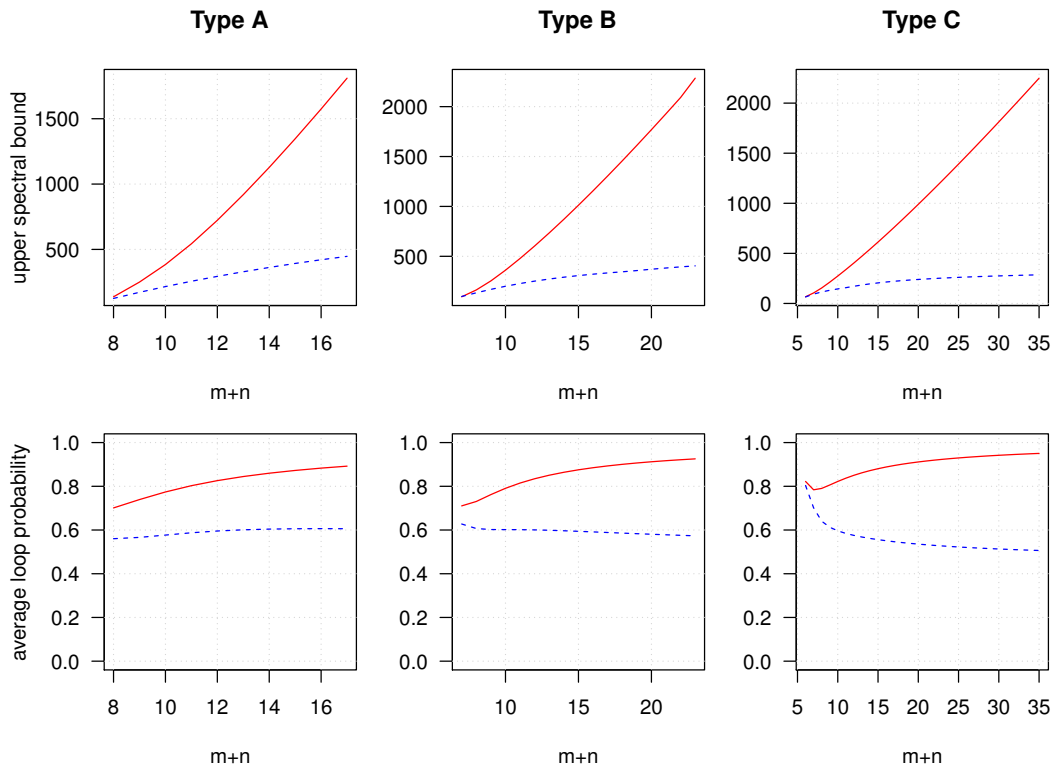 Type A
Type B
Type C
upper spectral bound
1500
1000
500
8 10 12 14 16
m+n
2000
1500
1000
500
10 15 20
m+n
2000
1500
1000
500
0
5 10 15 20 25 30 35
m+n
average loop probability
1.0
0.8
0.6
0.4
0.2
0.0
8 10 12 14 16
m+n
1.0
0.8
0.6
0.4
0.2
0.0
10 15 20
m+n
1.0
0.8
0.6
0.4
0.2
0.0
5 10 15 20 25 30 35
m+n